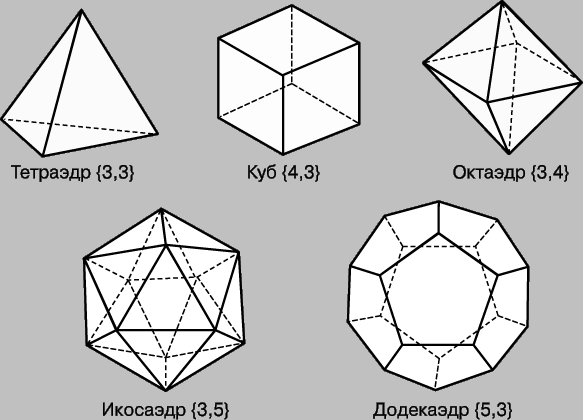 Тетраэдр {3,3}
Куб {4,3}
Октаэдр {3,4}
Икосаэдр {3,5}
Додекаэдр {5,3}